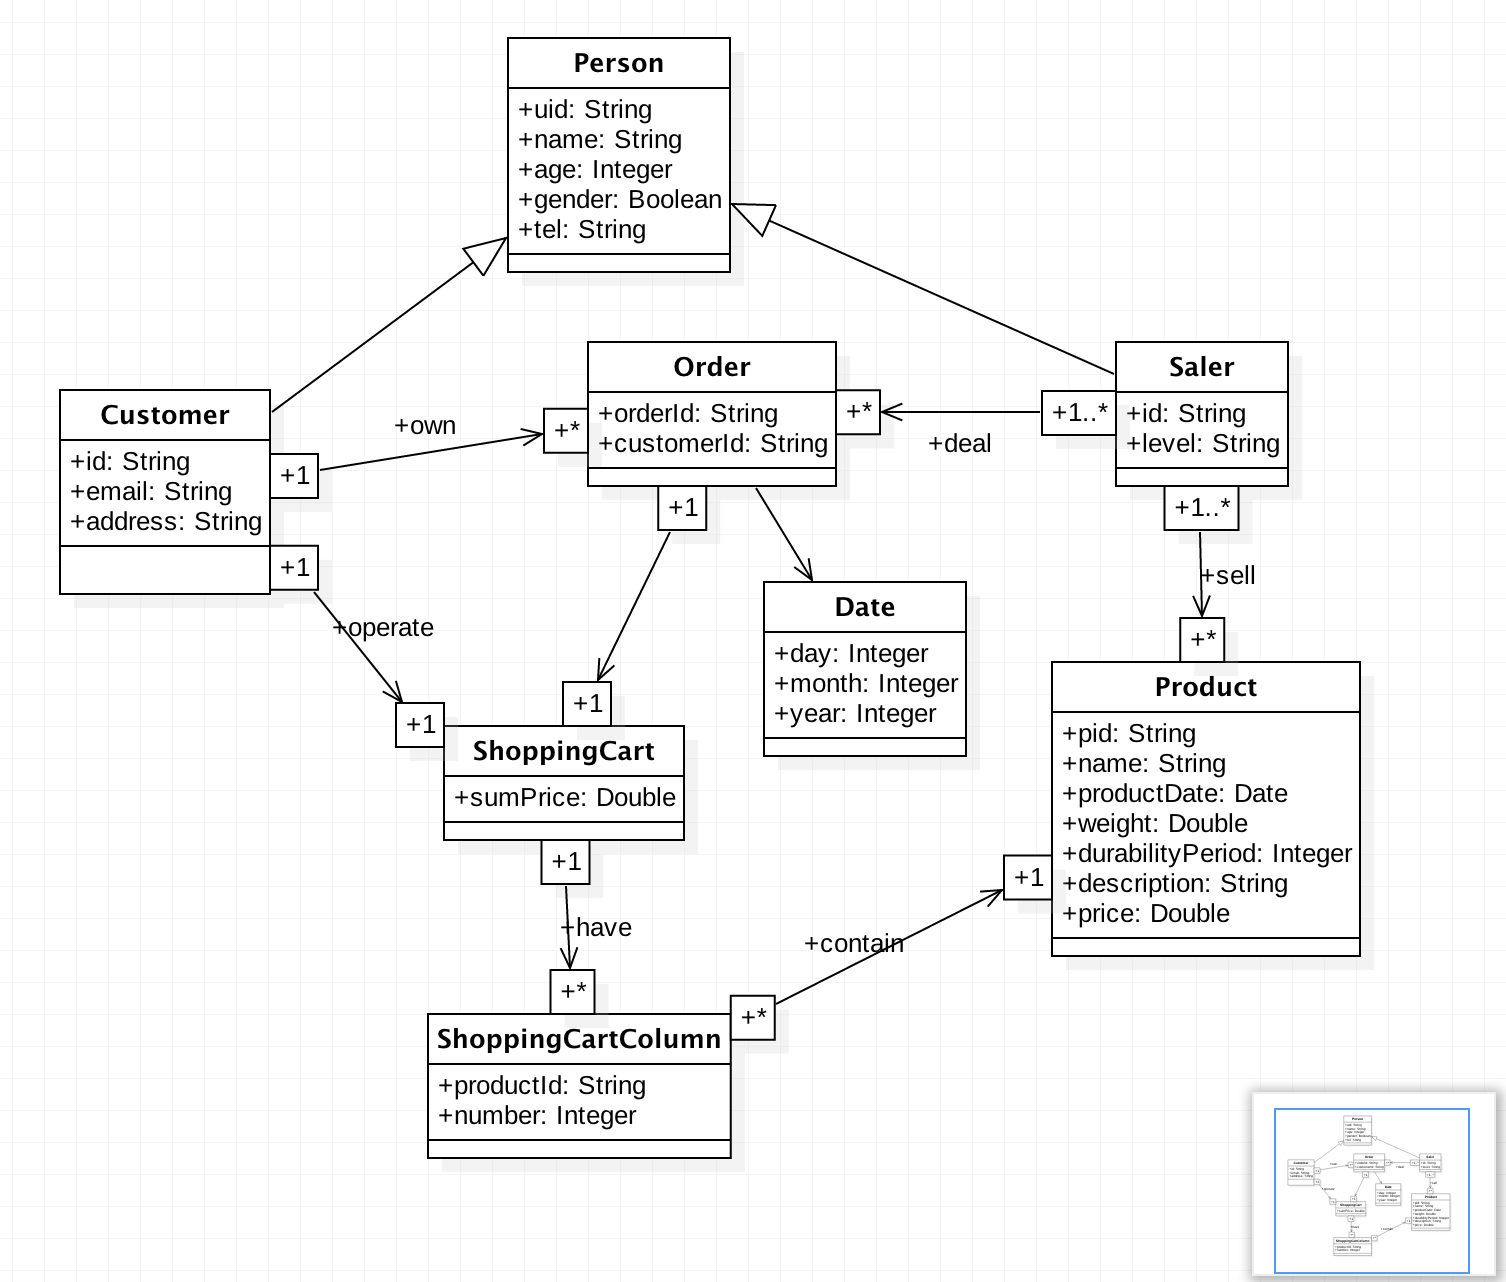 Person
+uid: String
+name: String
+age: Integer
+gender: Boolean
+tel: String
Customer
+id: String
+email: String
+address: String
+1
+1
+own
+*
Order
+orderId: String
+customerId: String
+*
+1
+deal
+1..*
Saler
+id: String
+level: String
+1..*
+sell
+*
+operate
+1
+1
Date
+day: Integer
+month: Integer
+year: Integer
ShoppingCart
+sumPrice: Double
+1
+have
+*
Product
+pid: String
+name: String
+productDate: Date
+weight: Double
+durabilityPeriod: Integer
+description: String
+price: Double
+1
+contain
+*
ShoppingCartColumn
+productId: String
+number: Integer